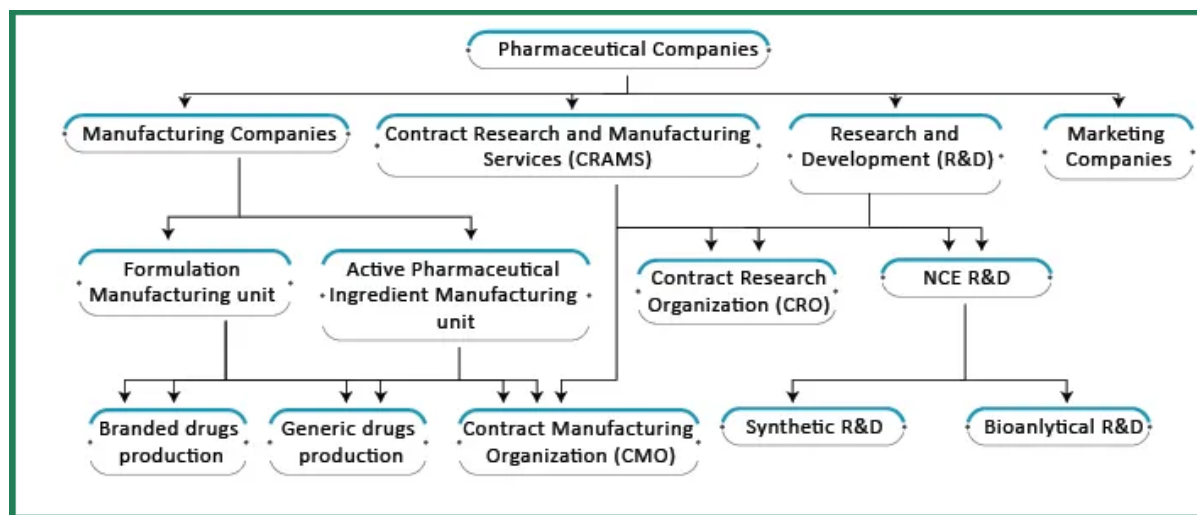 Pharmaceutical Companies
Manufacturing Companies
Contract Research and Manufacturing
Services (CRAMS)
Research and
Development (R&D)
Marketing
Companies
Formulation
Manufacturing unit
Active Pharmaceutical
Ingredient Manufacturing
unit
Contract Research
Organization (CRO)
NCE R&D
Branded drugs
production
Generic drugs
production
Contract Manufacturing
Organization (CMO)
Synthetic R&D
Bioanlytical R&D